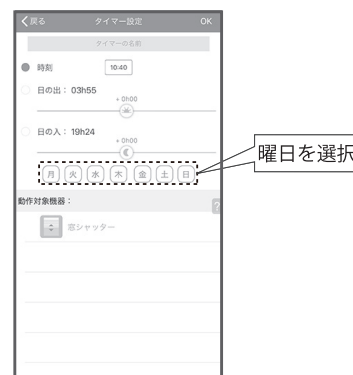 戻る タイマー設定 OK
タイマーの名前
時刻 10:40
日の出： 03h55
+ 0h00
日の入： 19h24
+ 0h00
月 火 水 木 金 土 日
曜日を選択
動作対象機器：
?
窓シャッター